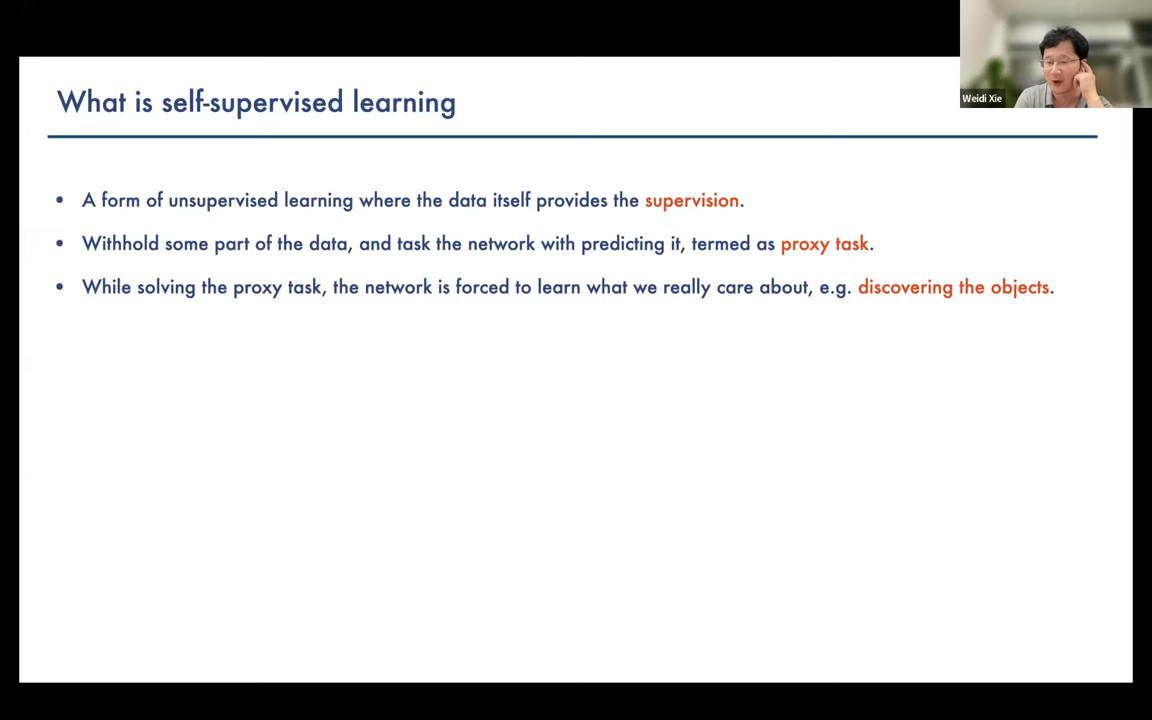 What is self-supervised learning
Weidi Xie
• A form of unsupervised learning where the data itself provides the supervision.
• Withhold some part of the data, and task the network with predicting it, termed as proxy task.
• While solving the proxy task, the network is forced to learn what we really care about, e.g. discovering the objects.